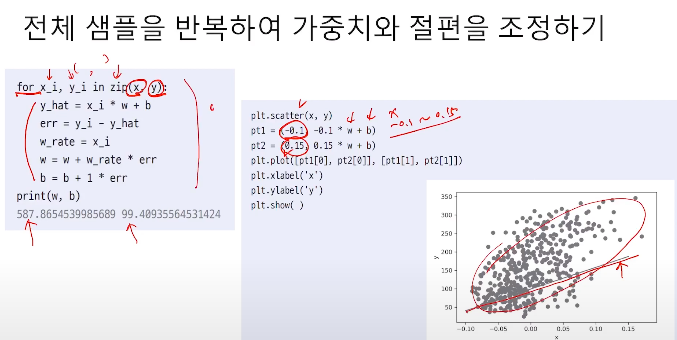 전체 샘플을 반복하여 가중치와 절편을 조정하기
for x_i, y_i in zip(x, y):
y_hat = x_i * w + b
err = y_i - y_hat
w_rate = x_i
w = w + w_rate * err
b = b + 1 * err
print(w, b)
587.8654539985689 99.40935564531424
plt.scatter(x, y)
pt1 = (-0.1, -0.1 * w + b)
pt2 = (0.15, 0.15 * w + b)
plt.plot([pt1[0], pt2[0]], [pt1[1], pt2[1]])
plt.xlabel('x')
plt.ylabel('y')
plt.show( )
x
-0.1 ~ 0.15
350
300
250
200
150
100
50
y
-0.10 -0.05 0.00 0.05 0.10 0.15
x